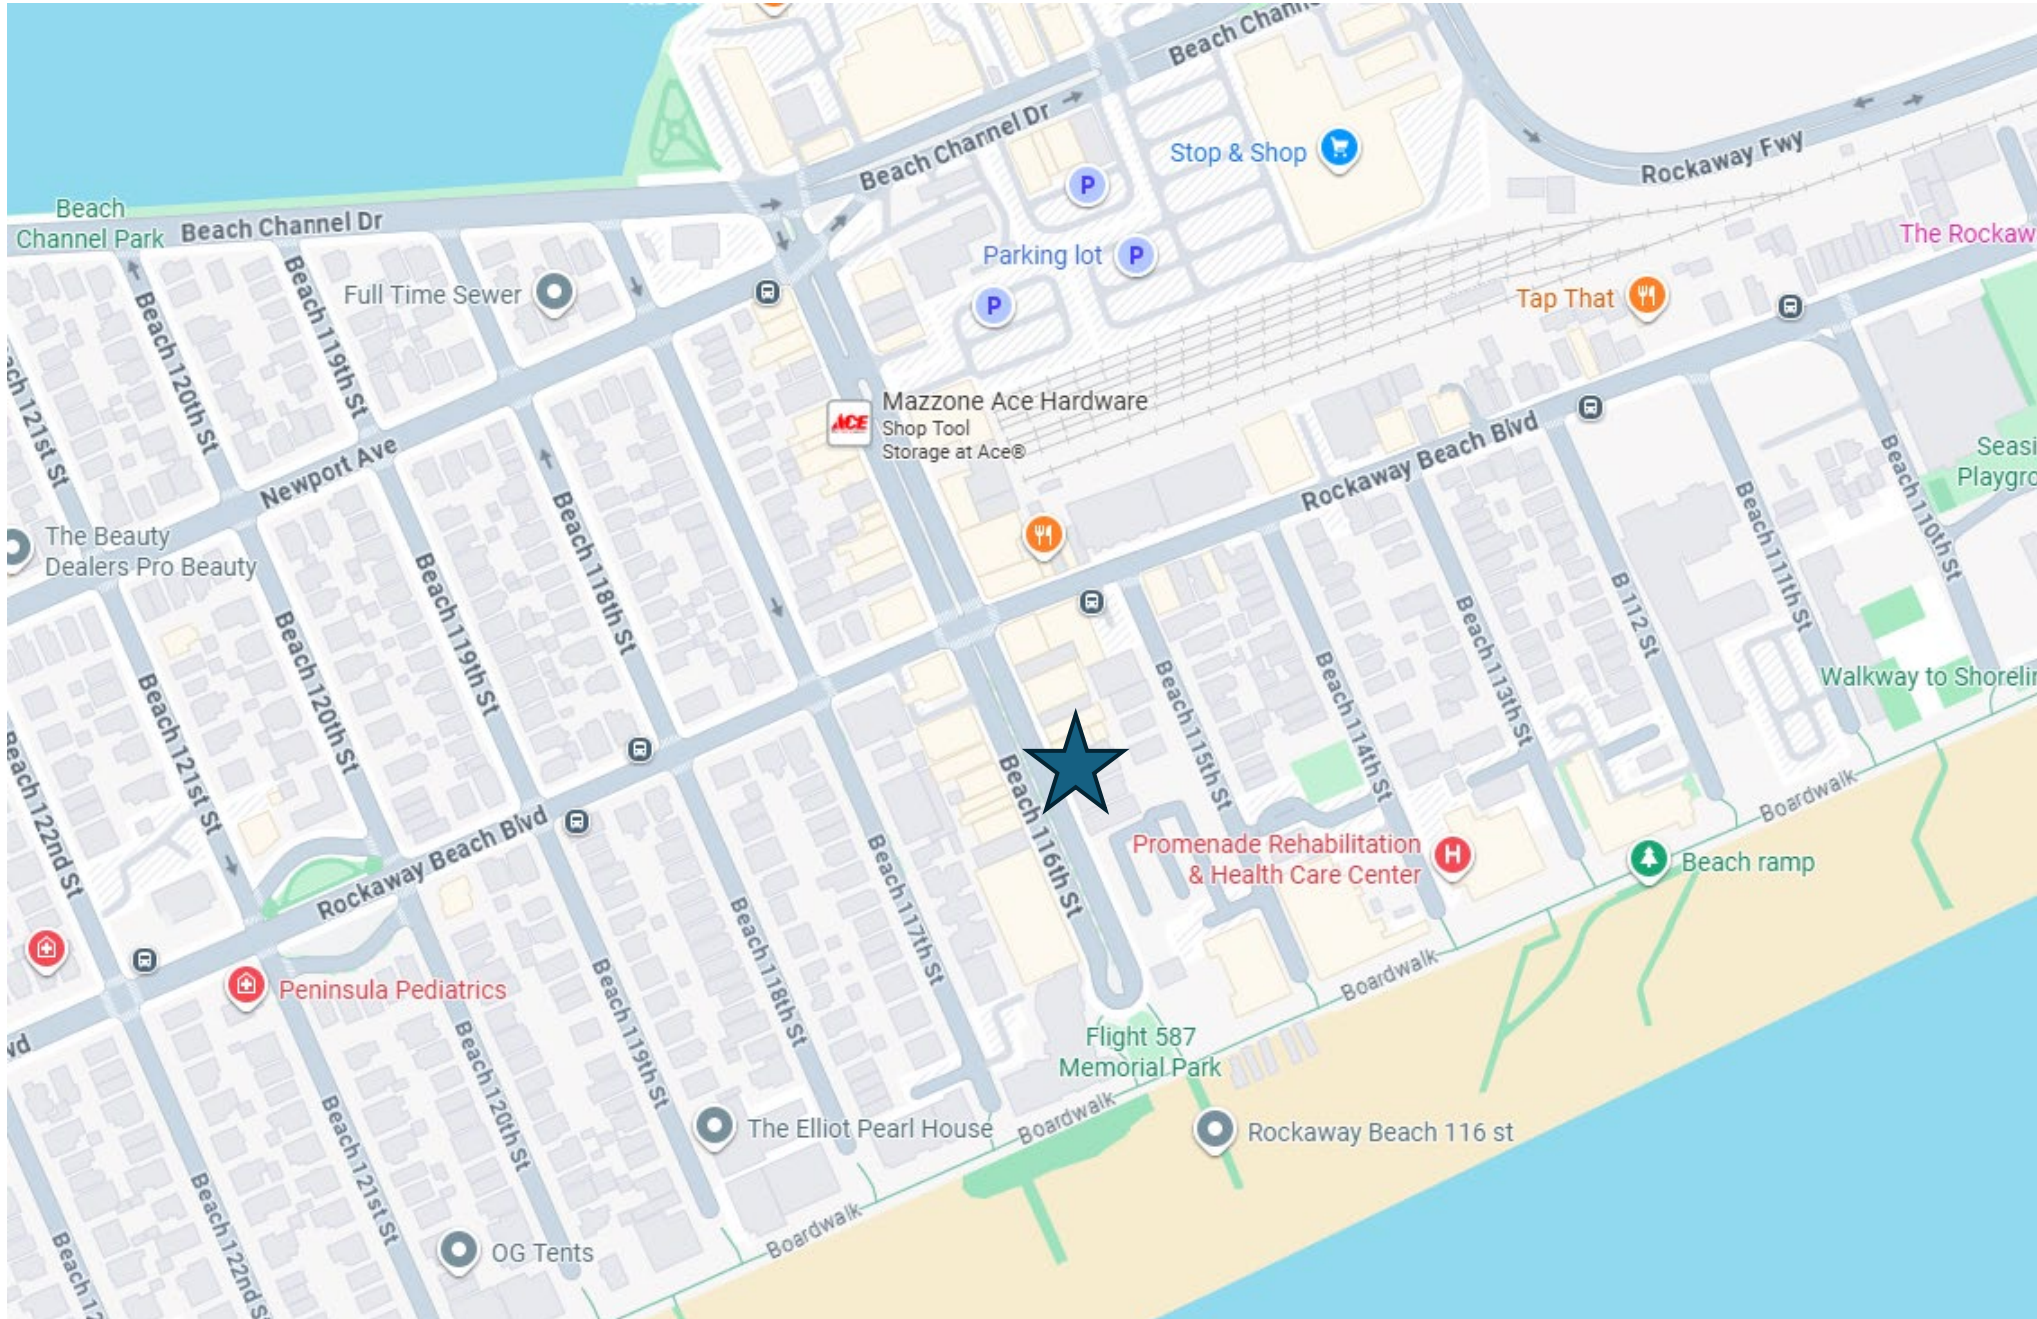 Beach Channe
Beach Channel Dr
Stop & Shop
Rockaway Fwy
Beach
Channel Park
Beach Channel Dr
The Rockaw
Parking lot
P
P
P
Full Time Sewer
Tap That
Beach 119th St
Beach 120th St
ach 121st St
ACE
Mazzone Ace Hardware
Shop Tool
Storage at Ace®
Newport Ave
Rockaway Beach Blvd
Seasi
Playgro
Beach 110th St
Beach 111th St
The Beauty
Dealers Pro Beauty
Beach 118th St
Beach 119th St
Beach 120th St
Beach 121st St
Beach 122nd St
B 112 St
Beach 113th St
Beach 114th St
Beach 115th St
Walkway to Shorelin
Beach 116th St
Boardwalk
Rockaway Beach Blvd
Promenade Rehabilitation
& Health Care Center
H
Beach ramp
Beach 117th St
Beach 118th St
Beach 119th St
Peninsula Pediatrics
Boardwalk
vd
Flight 587
Memorial Park
Beach 120th St
Beach 121st St
The Elliot Pearl House
Boardwalk
Rockaway Beach 116 st
Beach 122nd S
Beach 12
OG Tents
Boardwalk